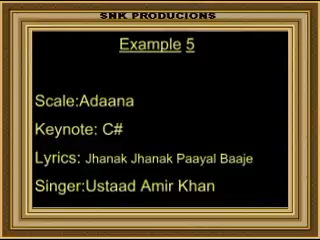 SNK PRODUCIONS
Example 5
Scale:Adaana
Keynote: C#
Lyrics: Jhanak Jhanak Paayal Baaje
Singer:Ustaad Amir Khan